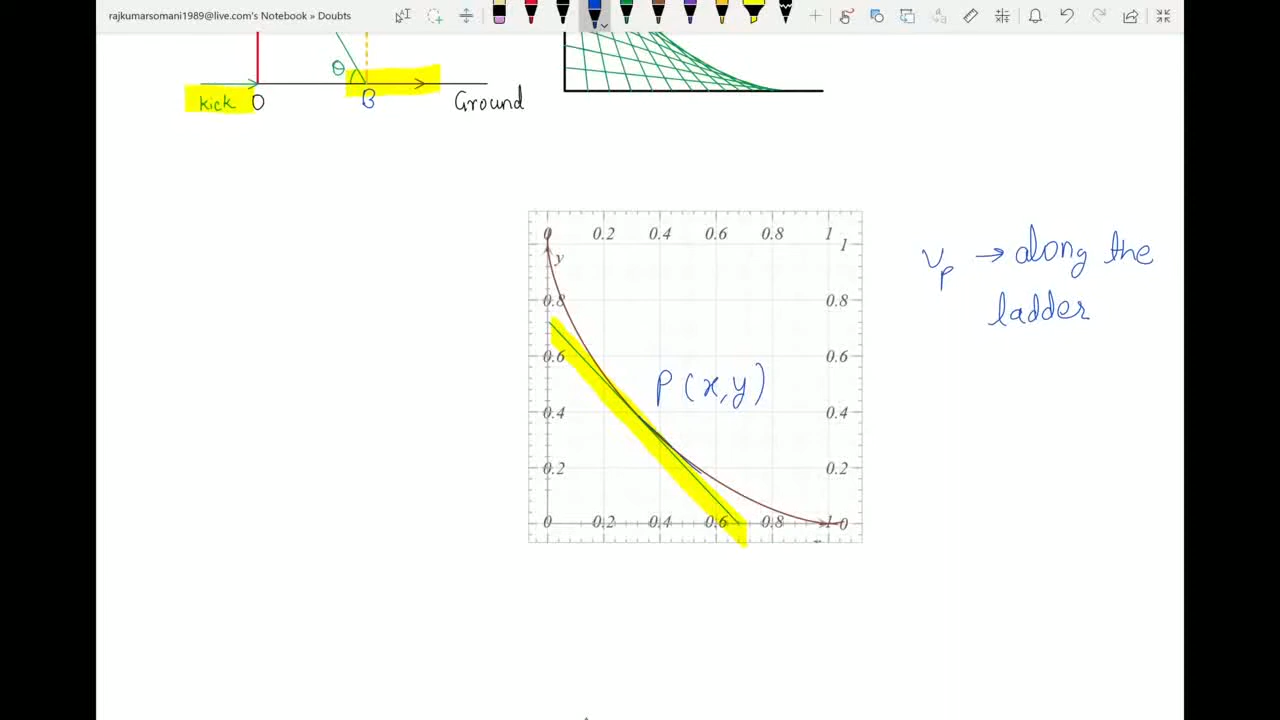 rajkumarsomani1989@live.com's Notebook » Doubts
θ
kick O B Ground
0 0.2 0.4 0.6 0.8 1 1
y
0.8 0.8
0.6 0.6
0.4 0.4
0.2 0.2
0 0.2 0.4 0.6 0.8 1 0
P(x,y)
vp → along the
ladder